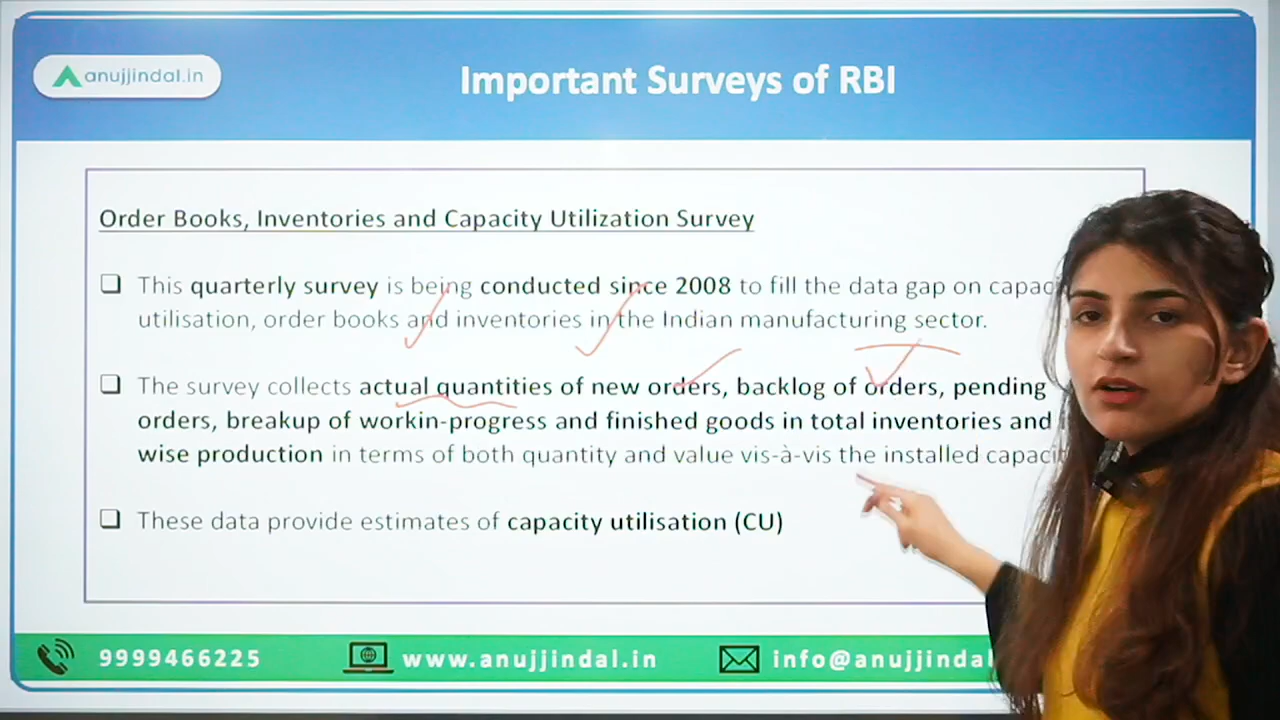 anujjindal.in
Important Surveys of RBI
Order Books, Inventories and Capacity Utilization Survey
This quarterly survey is being conducted since 2008 to fill the data gap on
utilisation, order books and inventories in the Indian manufacturing sector.
The survey collects actual quantities of new orders, backlog of orders, pending
orders, breakup of workin-progress and finished goods in total inventories and
wise production in terms of both quantity and value vis-à-vis the installed
These data provide estimates of capacity utilisation (CU)
9999466225
www.anujjindal.in